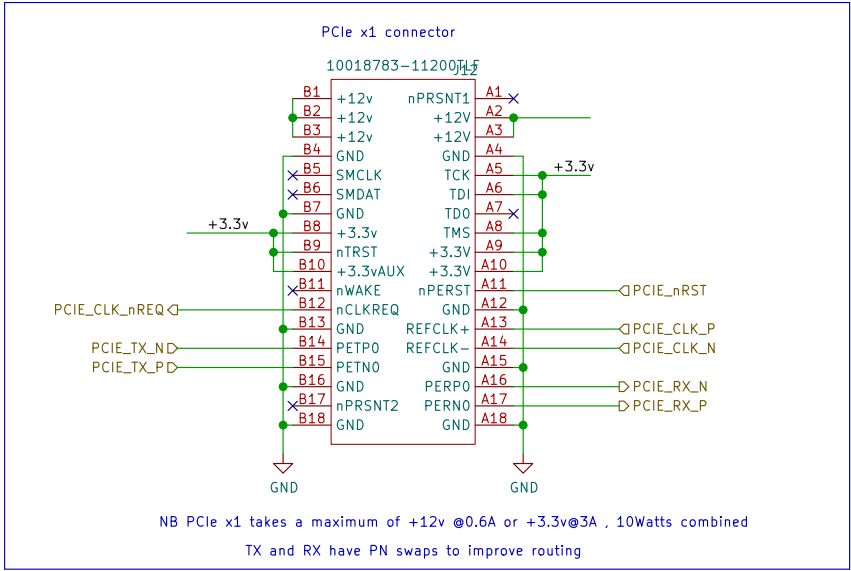 PCIe x1 connector
10018783-11200TLF
J12
B1 +12v nPRSNT1 A1
B2 +12v +12V A2
B3 +12v +12V A3
B4 GND GND A4
B5 SMCLK TCK A5 +3.3v
B6 SMDAT TDI A6
B7 GND TDO A7
+3.3v B8 +3.3v TMS A8
B9 nTRST +3.3V A9
B10 +3.3vAUX +3.3V A10
B11 nWAKE nPERST A11 PCIE_nRST
PCIE_CLK_nREQ B12 nCLKREQ GND A12
B13 GND REFCLK+ A13 PCIE_CLK_P
PCIE_TX_N B14 PETP0 REFCLK- A14 PCIE_CLK_N
PCIE_TX_P B15 PETN0 GND A15
B16 GND PERP0 A16 PCIE_RX_N
B17 nPRSNT2 PERN0 A17 PCIE_RX_P
B18 GND GND A18
GND GND
NB PCIe x1 takes a maximum of +12v @0.6A or +3.3v@3A , 10Watts combined
TX and RX have PN swaps to improve routing